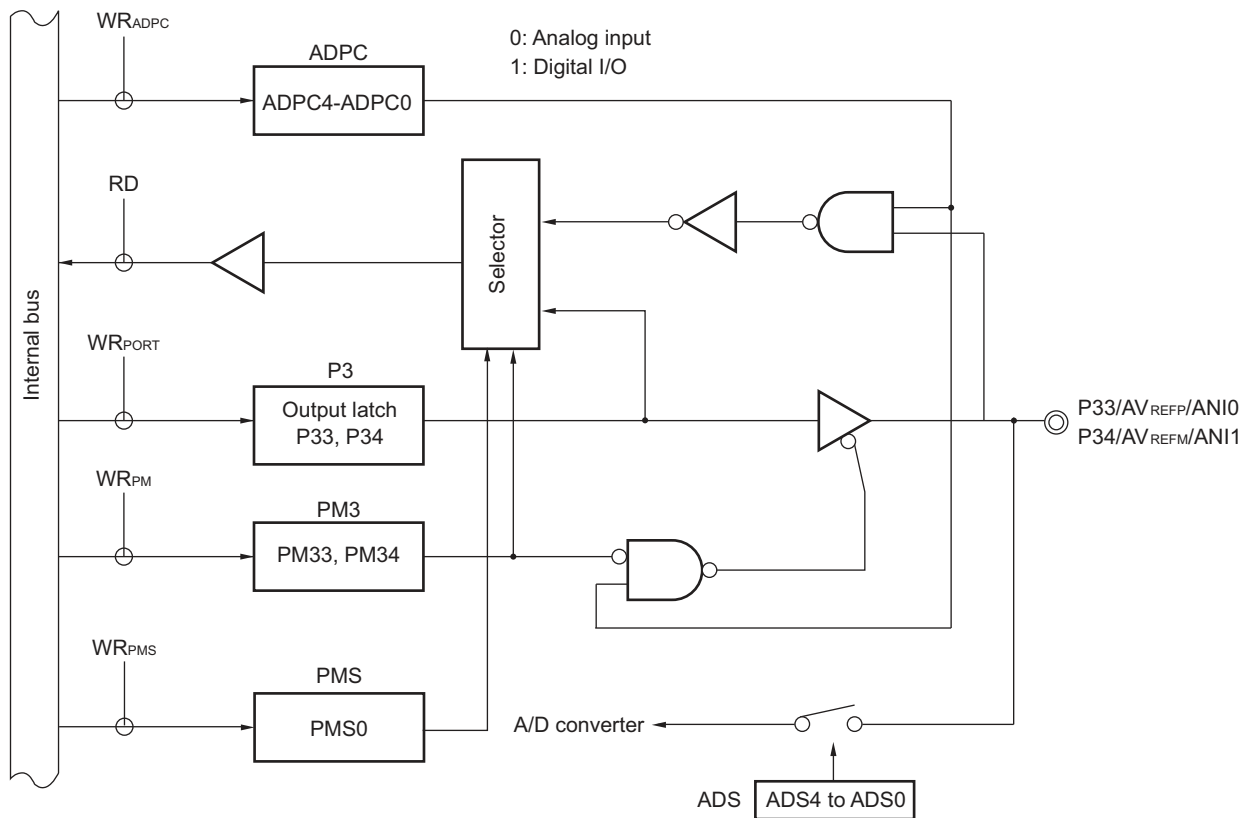 WRADPC
ADPC
0: Analog input
1: Digital I/O
ADPC4-ADPC0
RD
Selector
Internal bus
WRPORT
P3
Output latch
P33, P34
P33/AVREFP/ANI0
P34/AVREFM/ANI1
WRPM
PM3
PM33, PM34
WRPMS
PMS
PMS0
A/D converter
ADS
ADS4 to ADS0